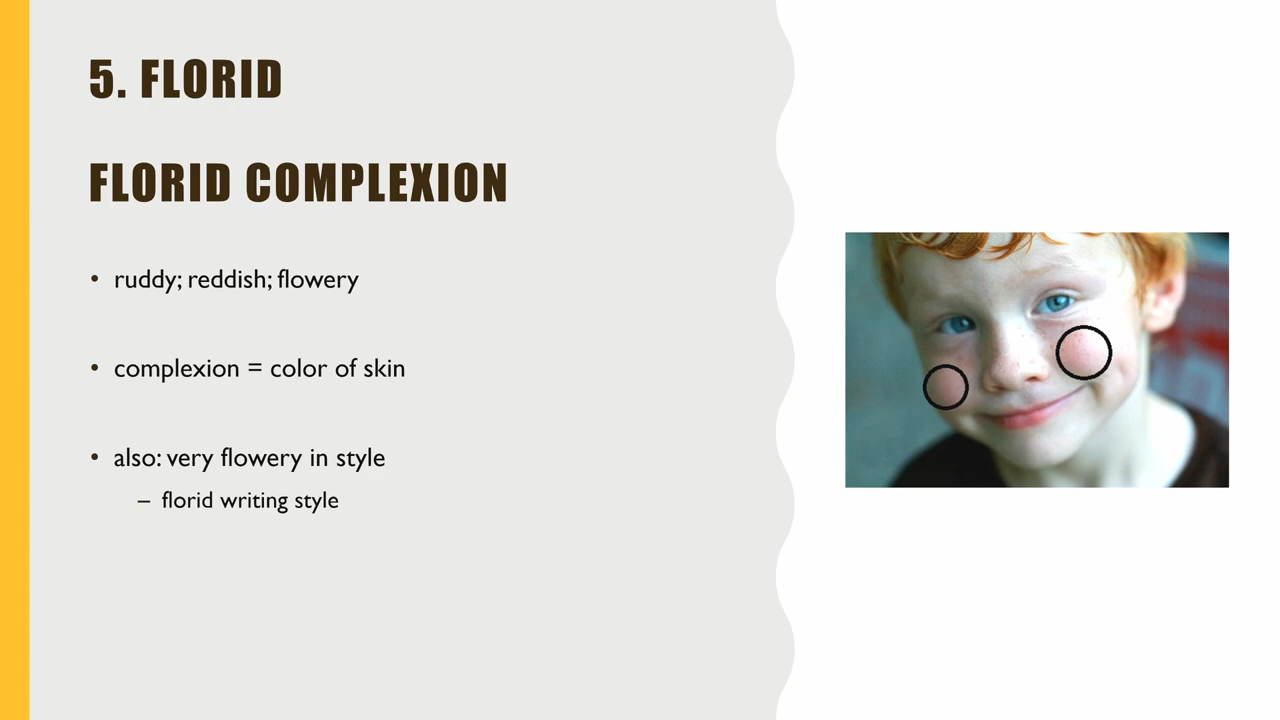 5. FLORID
FLORID COMPLEXION
• ruddy; reddish; flowery
• complexion = color of skin
• also: very flowery in style
– florid writing style